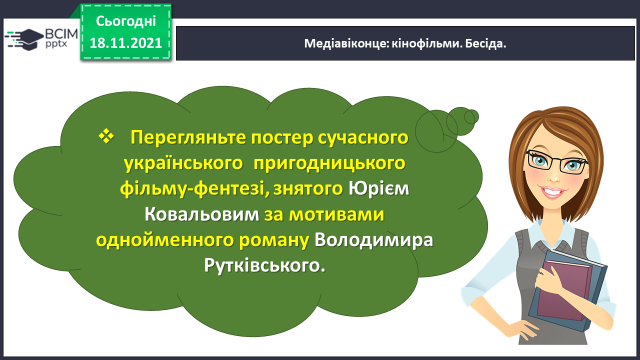 Сьогодні
18.11.2021
BCIM
pptx
Медіавіконце: кінофільми. Бесіда.
❖ Перегляньте постер сучасного
українського пригодницького
фільму-фентезі, знятого Юрієм
Ковальовим за мотивами
однойменного роману Володимира
Рутківського.